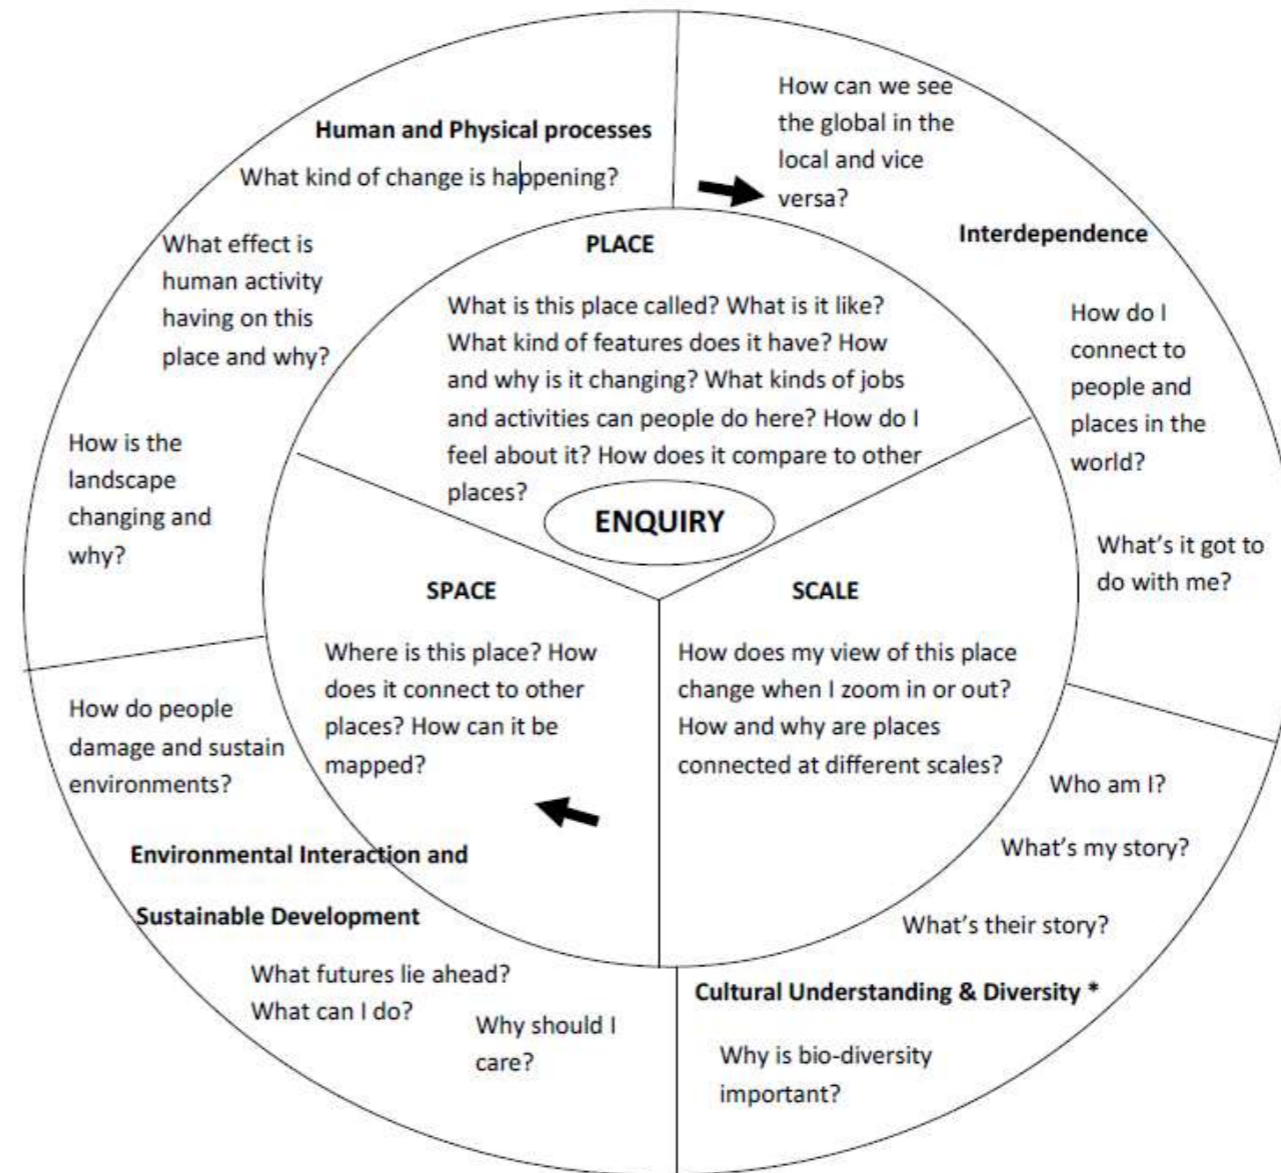 Human and Physical processes
What kind of change is happening?
What effect is
human activity
having on this
place and why?
How is the
landscape
changing and
why?
How can we see
the global in the
local and vice
versa?
Interdependence
How do I
connect to
people and
places in the
world?
What's it got to
do with me?
PLACE
What is this place called? What is it like?
What kind of features does it have? How
and why is it changing? What kinds of jobs
and activities can people do here? How do I
feel about it? How does it compare to other
places?
ENQUIRY
SPACE
Where is this place? How
does it connect to other
places? How can it be
mapped?
SCALE
How does my view of this place
change when I zoom in or out?
How and why are places
connected at different scales?
How do people
damage and sustain
environments?
Environmental Interaction and
Sustainable Development
What futures lie ahead?
What can I do?
Why should I
care?
Who am I?
What's my story?
What's their story?
Cultural Understanding & Diversity *
Why is bio-diversity
important?